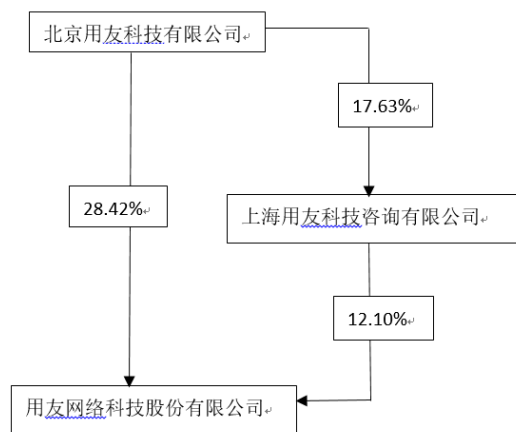 北京用友科技有限公司
17.63%
28.42%
上海用友科技咨询有限公司
12.10%
用友网络科技股份有限公司